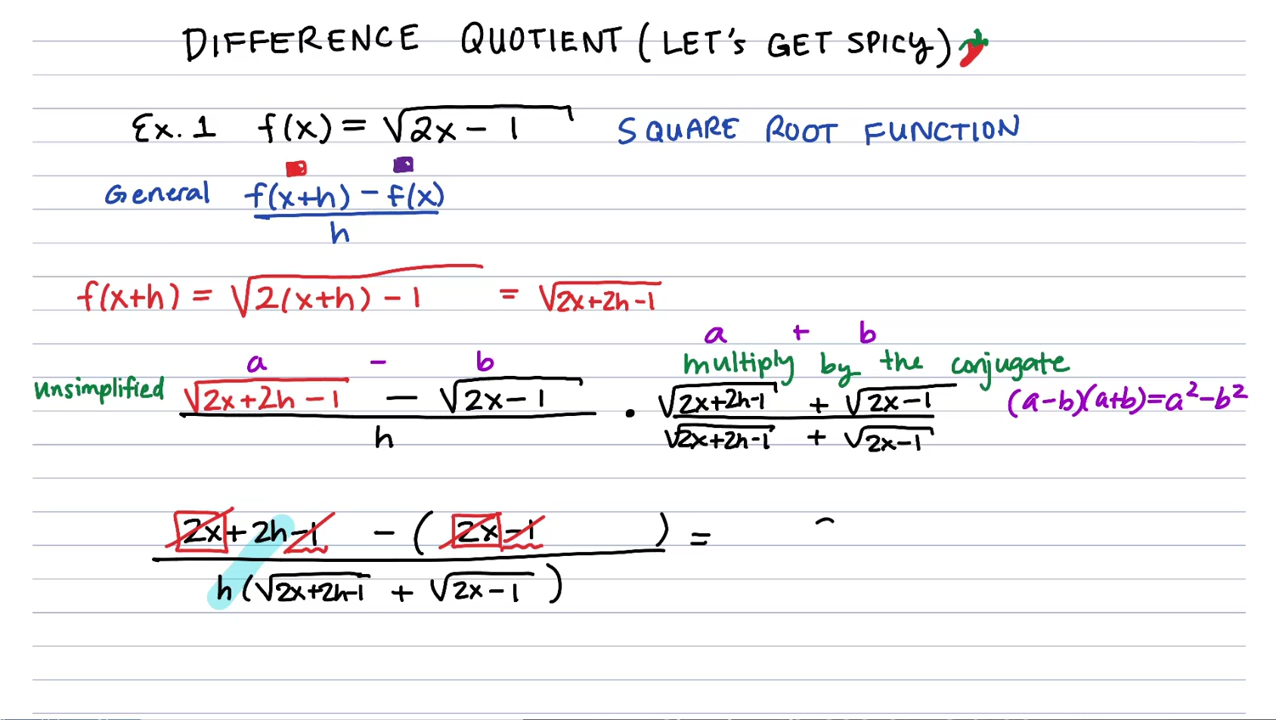 DIFFERENCE QUOTIENT (LET'S GET SPICY)
Ex. 1 f(x) = √(2x - 1) SQUARE ROOT FUNCTION
General f(x+h) - f(x)
h
f(x+h) = √(2(x+h) - 1) = √(2x+2h-1)
a - b a + b
multiply by the conjugate
Unsimplified √(2x+2h-1) - √(2x-1) · √(2x+2h-1) + √(2x-1) (a-b)(a+b)=a²-b²
h √(2x+2h-1) + √(2x-1)
2x+2h-1 - (2x-1) =
h(√(2x+2h-1) + √(2x-1))